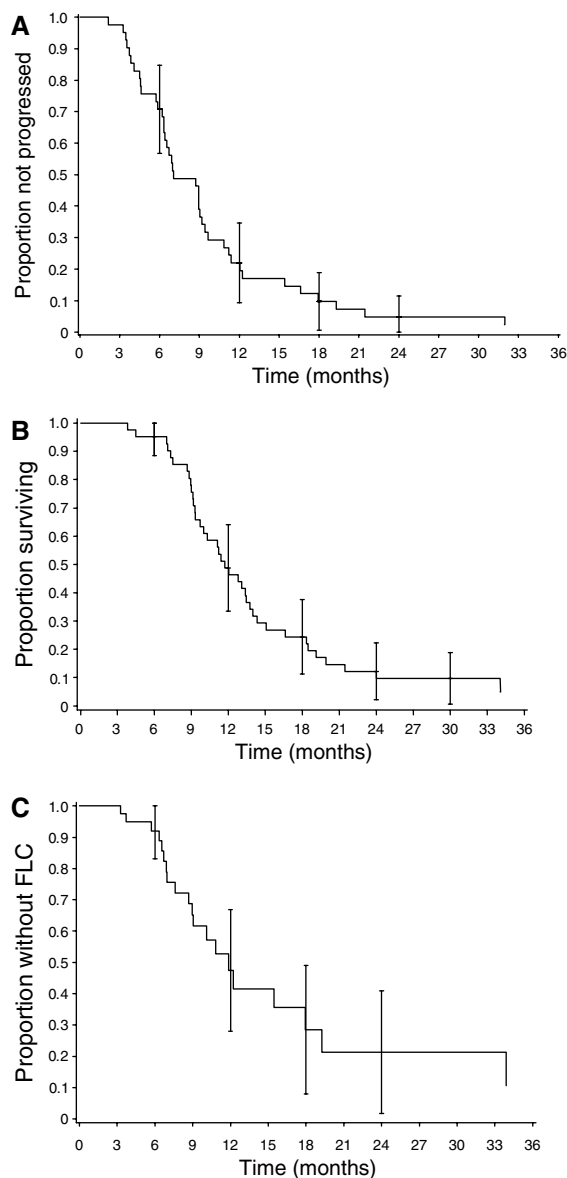 A
Proportion not progressed
1.0
0.9
0.8
0.7
0.6
0.5
0.4
0.3
0.2
0.1
0
0 3 6 9 12 15 18 21 24 27 30 33 36
Time (months)
B
Proportion surviving
1.0
0.9
0.8
0.7
0.6
0.5
0.4
0.3
0.2
0.1
0
0 3 6 9 12 15 18 21 24 27 30 33 36
Time (months)
C
Proportion without FLC
1.0
0.9
0.8
0.7
0.6
0.5
0.4
0.3
0.2
0.1
0
0 3 6 9 12 15 18 21 24 27 30 33 36
Time (months)